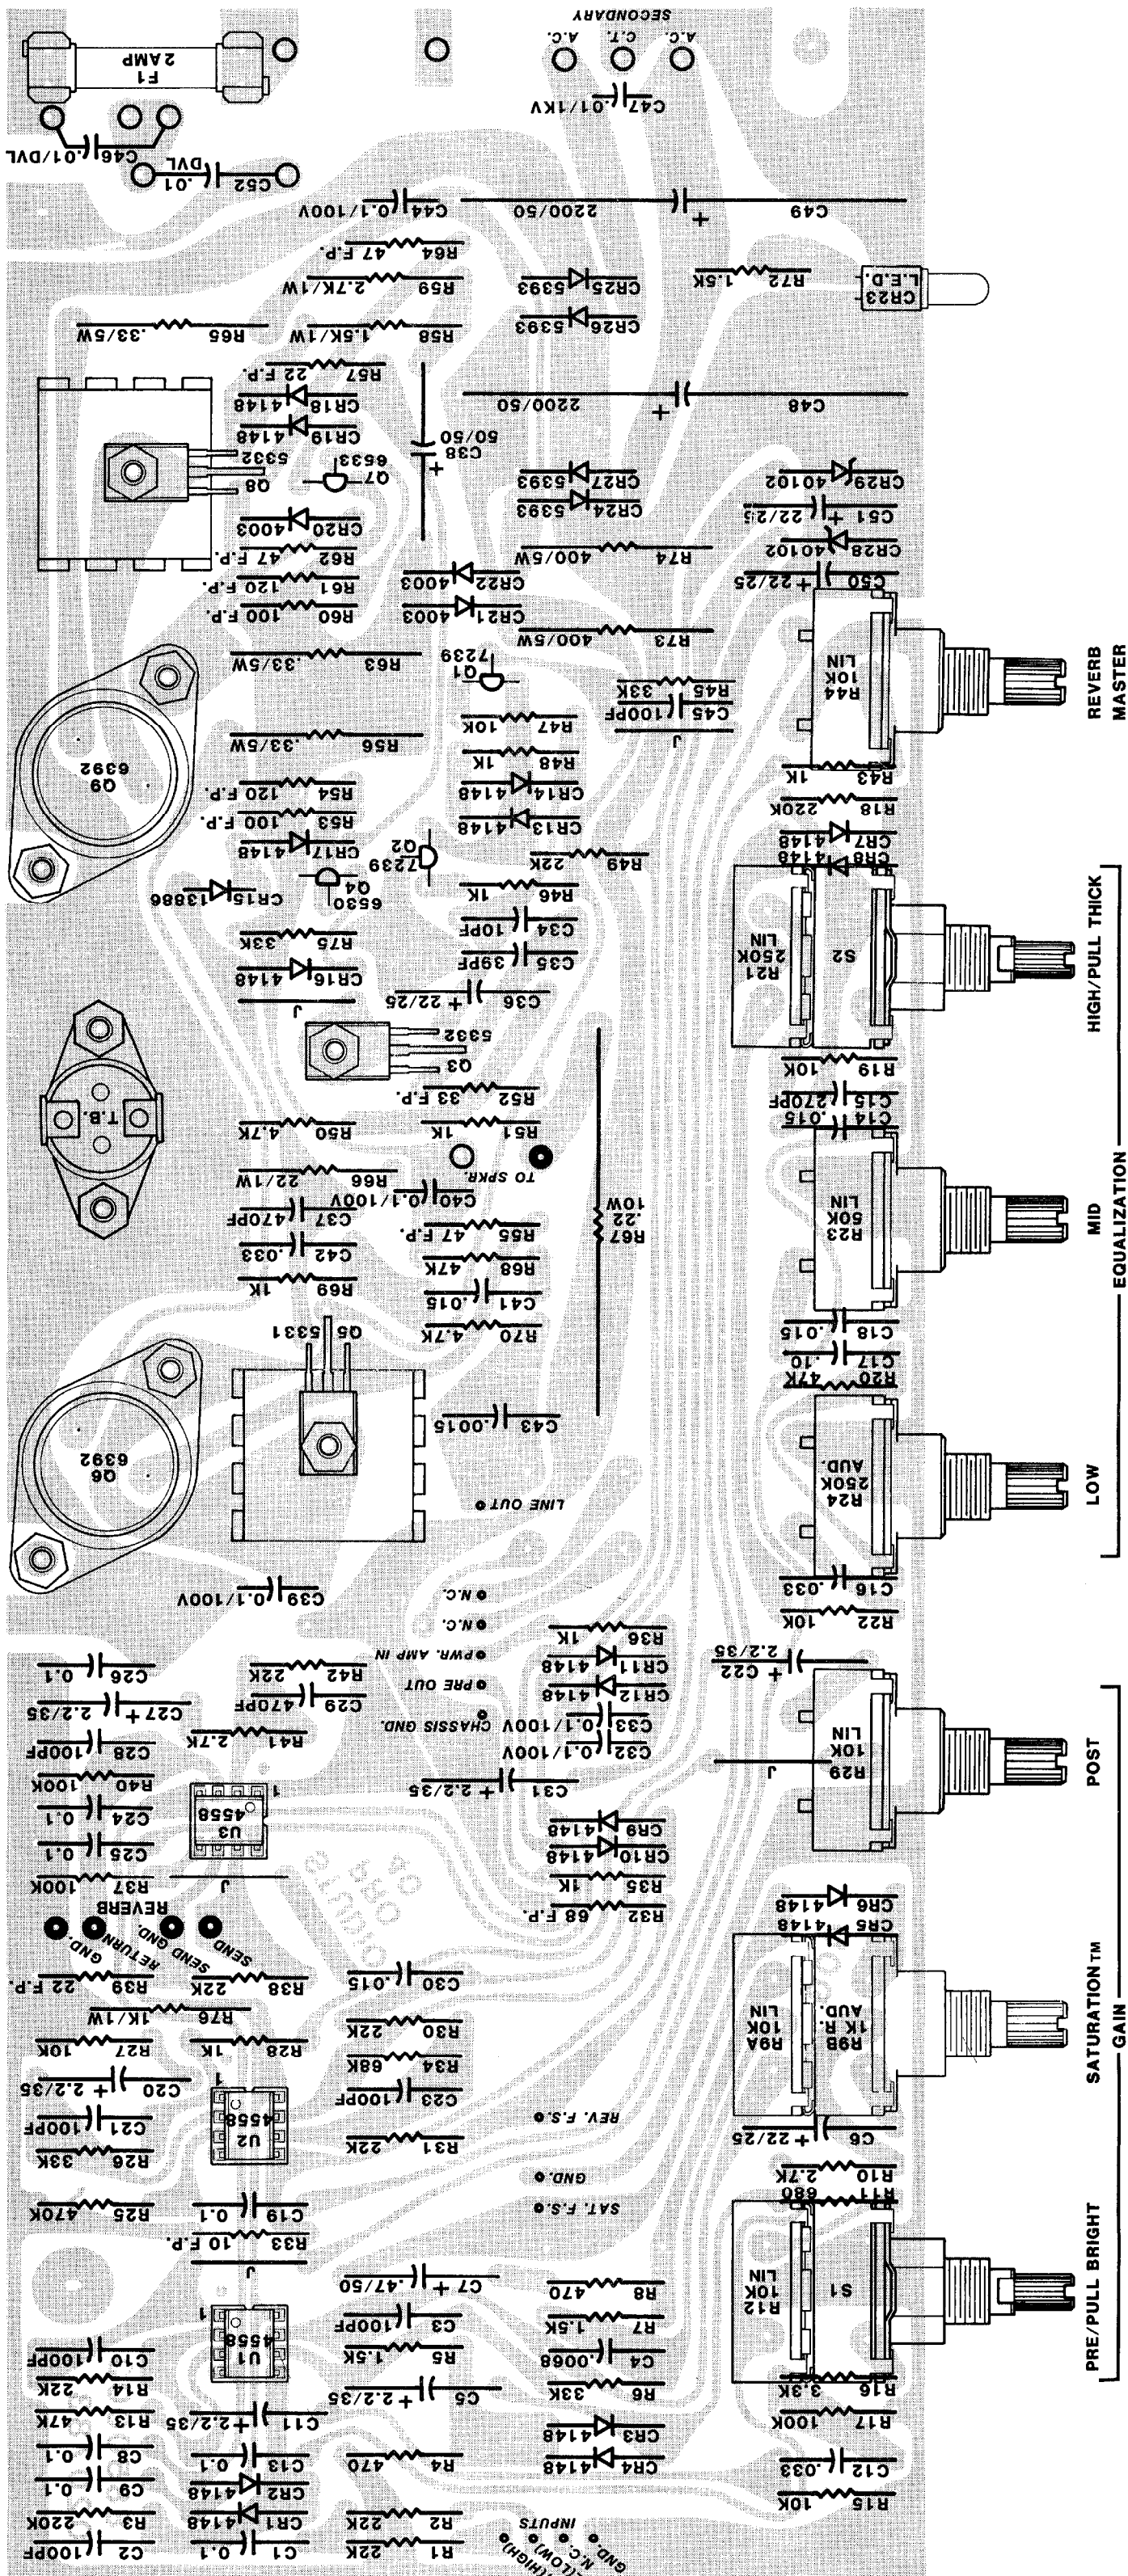 SECONDARY
A.C.
C.T.
A.C.
F1
2 AMP
C47 .01/1KV
C46 .01/DVL
C52 .01
DVL
C44 0.1/100V
C49 2200/50 +
R64 47 F.P.
R59 2.7K/1W
CR25 5393
R72 1.5K
CR23
L.E.D.
R65 .33/5W
R58 1.5K/1W
CR26 5393
R57 22 F.P.
CR18 4148
C48 2200/50 +
CR19 4148
C38
50/50
+
Q8
5332
Q7
6533
CR27 5393
CR29 40102
CR24 5393
C51 + 22/25
CR20 4003
CR28 40102
R62 47 F.P.
R74 400/5W
CR22 4003
C50 + 22/25
R61 120 F.P.
R60 100 F.P.
CR21 4003
R73 400/5W
R63 .33/5W
Q1
7239
R45 33K
C45 100PF
R44
10K
LIN
REVERB
MASTER
R47 10K
R56 .33/5W
J
R48 1K
Q9
6392
R43 1K
R54 120 F.P.
CR14 4148
R18 220K
R53 100 F.P.
CR13 4148
CR7 4148
CR17 4148
Q2
7239
R49 22K
CR8 4148
CR15 13886
Q4
6530
R46 1K
C34 10PF
R75 33K
C35 39PF
R21
250K
LIN
S2
HIGH/PULL THICK
CR16 4148
C36 + 22/25
J
Q3
5332
R19 10K
R52 33 F.P.
C15 270PF
T.B.
R50 4.7K
R51 1K
C14 .015
TO SPKR.
R66 22/1W
C40 0.1/100V
C37 470PF
R55 47 F.P.
R67
.22
10W
R23
50K
LIN
MID
EQUALIZATION
C42 .033
R68 47K
R69 1K
C41 .015
R70 4.7K
Q5
5331
C18 .015
C17 .10
R20 47K
C43 .0015
Q6
6392
R24
250K
AUD.
LOW
LINE OUT
C39 0.1/100V
C16 .033
N.C.
R22 10K
N.C.
R36 1K
PWR. AMP IN
CR11 4148
C22 + 2.2/35
C26 0.1
R42 22K
PRE OUT
CR12 4148
C27 + 2.2/35
C29 470PF
CHASSIS GND.
C33 0.1/100V
C28 100PF
R41 2.7K
C32 0.1/100V
R29
10K
LIN
J
POST
R40 100K
C31 + 2.2/35
1
C24 0.1
U3
4558
CR9 4148
C25 0.1
CR10 4148
R37 100K
J
R35 1K
CR6 4148
REVERB
R32 68 F.P.
CR5 4148
GND.
RETURN
SEND GND.
SEND
R39 22 F.P.
R38 22K
C30 .015
R76 1K/1W
R9A
10K
LIN
R9B
1K R.
AUD.
SATURATION™
GAIN
R30 22K
R27 10K
R28 1K
R34 68K
C20 + 2.2/35
1
C23 100PF
C21 100PF
U2
4558
REV. F.S.
C6 + 22/25
R26 33K
R31 22K
GND.
R10 2.7K
R11 680
R25 470K
C19 0.1
SAT. F.S.
R33 10 F.P.
J
C7 + .47/50
R8 470
R12
10K
LIN
S1
PRE/PULL BRIGHT
1
C3 100PF
R7 1.5K
C10 100PF
U1
4558
R5 1.5K
C4 .0068
R14 22K
C5 + 2.2/35
R6 33K
R16 3.3K
R13 47K
C11 + 2.2/35
CR3 4148
R17 100K
C8 0.1
C13 0.1
R4 470
CR4 4148
C12 .033
C9 0.1
CR2 4148
R15 10K
R3 220K
CR1 4148
R2 22K
INPUTS
C2 100PF
C1 0.1
R1 22K
(HIGH)
(LOW)
N.C.
GND.